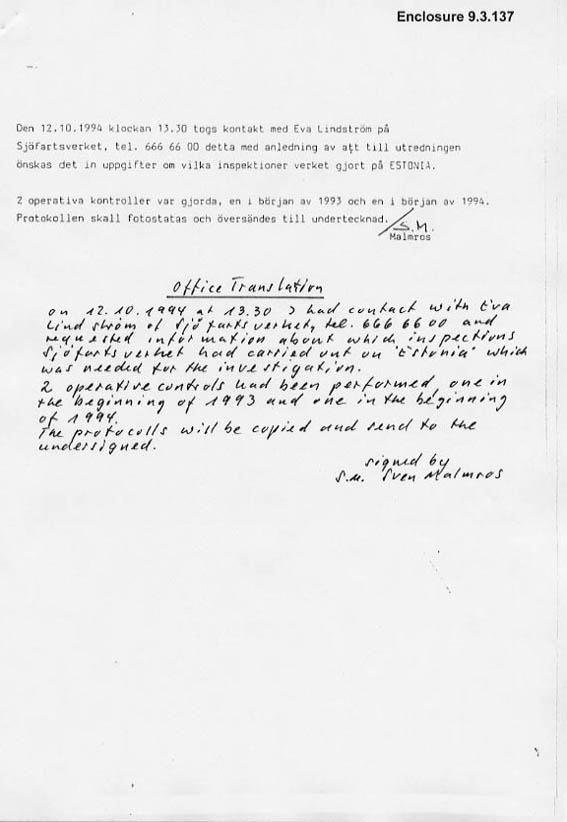 Enclosure 9.3.137
Den 12.10.1994 klockan 13.30 togs kontakt med Eva Lindström på
Sjöfartsverket, tel. 666 66 00 detta med anledning av att till utredningen
önskas det in uppgifter om vilka inspektioner verket gjort på ESTONIA.
2 operativa kontroller var gjorda, en i början av 1993 och en i början av 1994.
Protokollen skall fotostatas och översändes till undertecknad.
S.M.
Malmros
Office Translation
on 12.10.1994 at 13.30 I had contact with Eva
Lindström of Sjöfartsverket, tel. 666 66 00 and
requested information about which inspections
Sjöfartsverket had carried out on "Estonia" which
was needed for the investigation.
2 operative controls had been performed, one in
the beginning of 1993 and one in the beginning
of 1994.
The protocolls will be copied and send to the
undersigned.
signed by
S.M. Sven Malmros